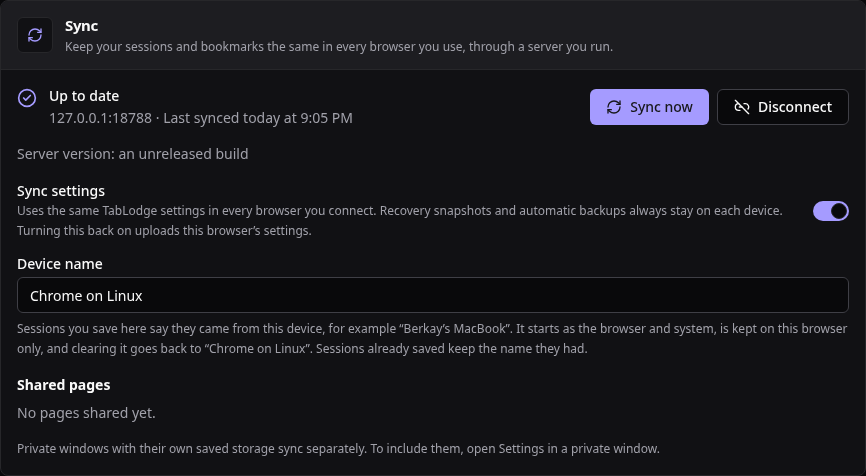 Sync
Keep your sessions and bookmarks the same in every browser you use, through a server you run.
Up to date
127.0.0.1:18788 · Last synced today at 9:05 PM
Sync now
Disconnect
Server version: an unreleased build
Sync settings
Uses the same TabLodge settings in every browser you connect. Recovery snapshots and automatic backups always stay on each device.
Turning this back on uploads this browser’s settings.
Device name
Chrome on Linux
Sessions you save here say they came from this device, for example “Berkay’s MacBook”. It starts as the browser and system, is kept on this browser
only, and clearing it goes back to “Chrome on Linux”. Sessions already saved keep the name they had.
Shared pages
No pages shared yet.
Private windows with their own saved storage sync separately. To include them, open Settings in a private window.